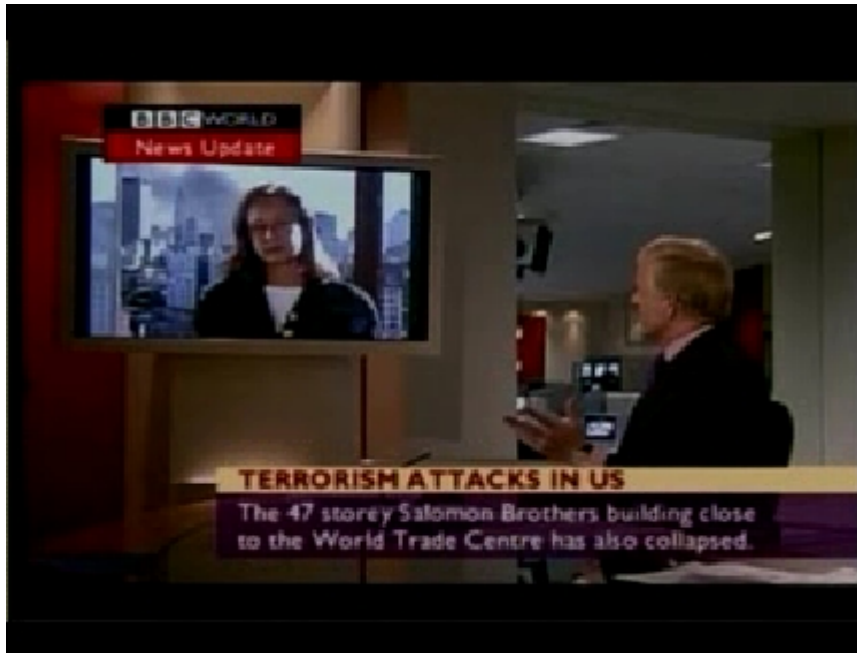 BBC WORLD
News Update
TERRORISM ATTACKS IN US
The 47 storey Salomon Brothers building close
to the World Trade Centre has also collapsed.